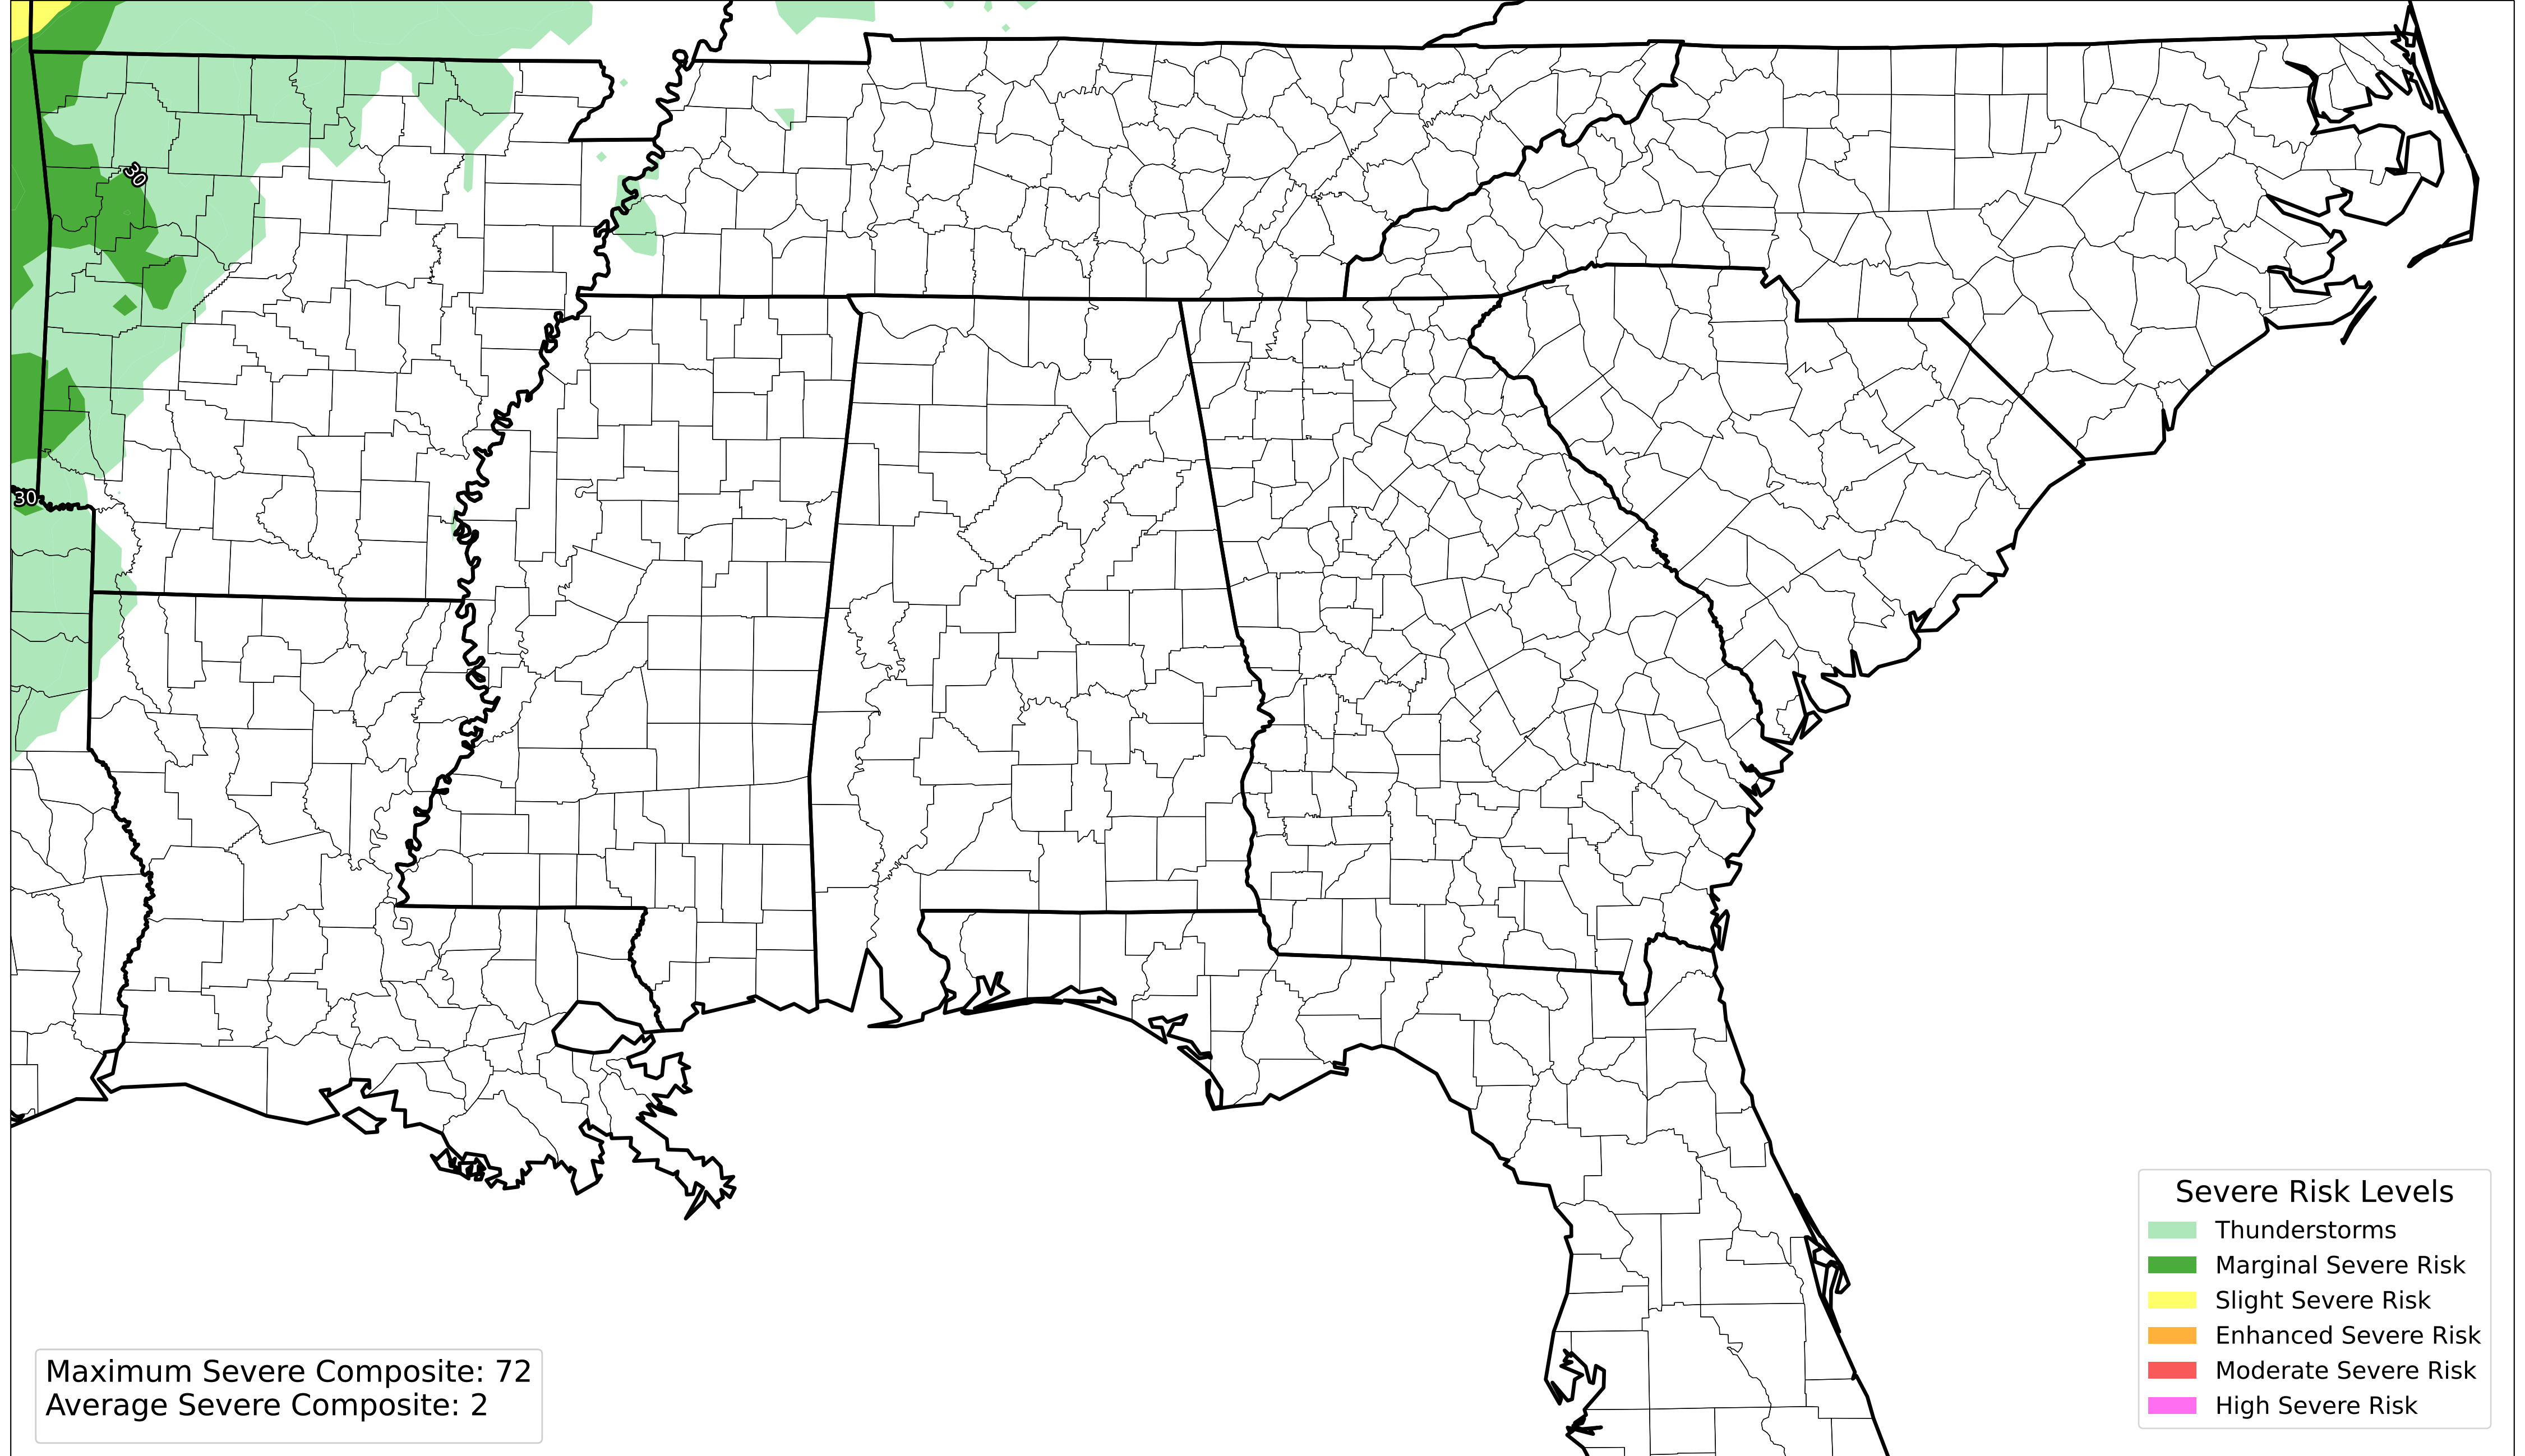 30
30
Severe Risk Levels
Thunderstorms
Marginal Severe Risk
Slight Severe Risk
Enhanced Severe Risk
Moderate Severe Risk
High Severe Risk
Maximum Severe Composite: 72
Average Severe Composite: 2